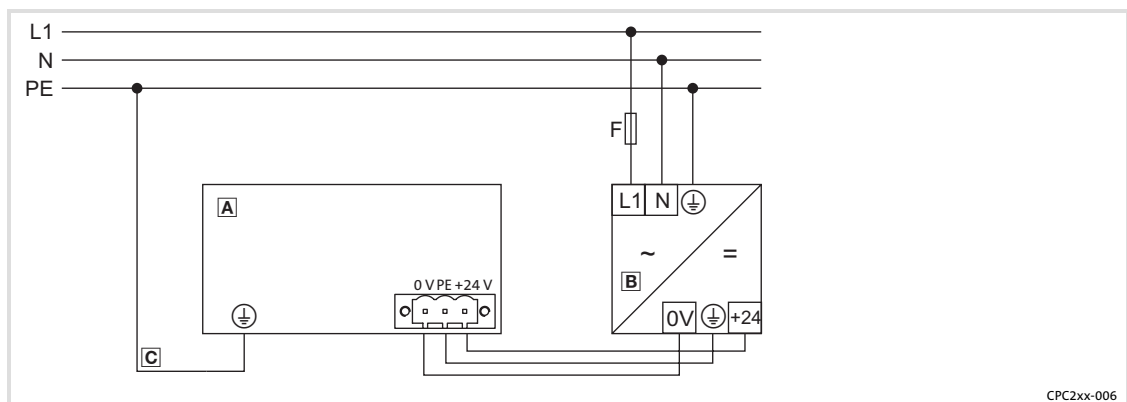 L1
N
PE
F
L1 N
A
~ =
B
0 V PE +24 V
0V +24
C
CPC2xx-006